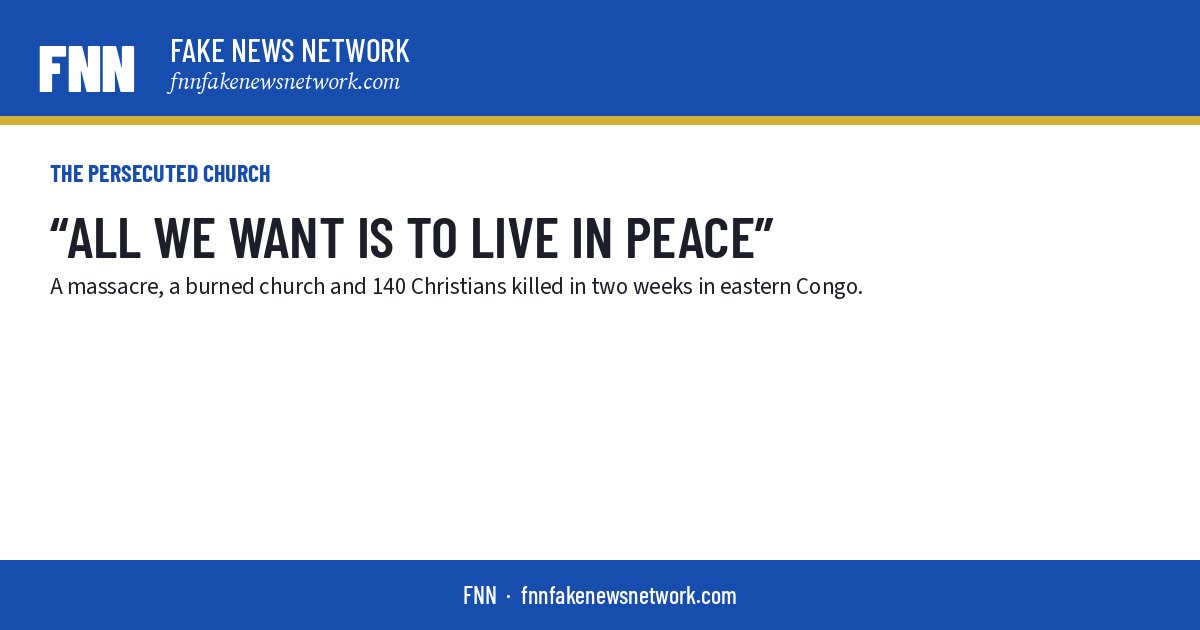 FNN
FAKE NEWS NETWORK
fnnfakenewsnetwork.com
THE PERSECUTED CHURCH
“ALL WE WANT IS TO LIVE IN PEACE”
A massacre, a burned church and 140 Christians killed in two weeks in eastern Congo.
FNN · fnnfakenewsnetwork.com